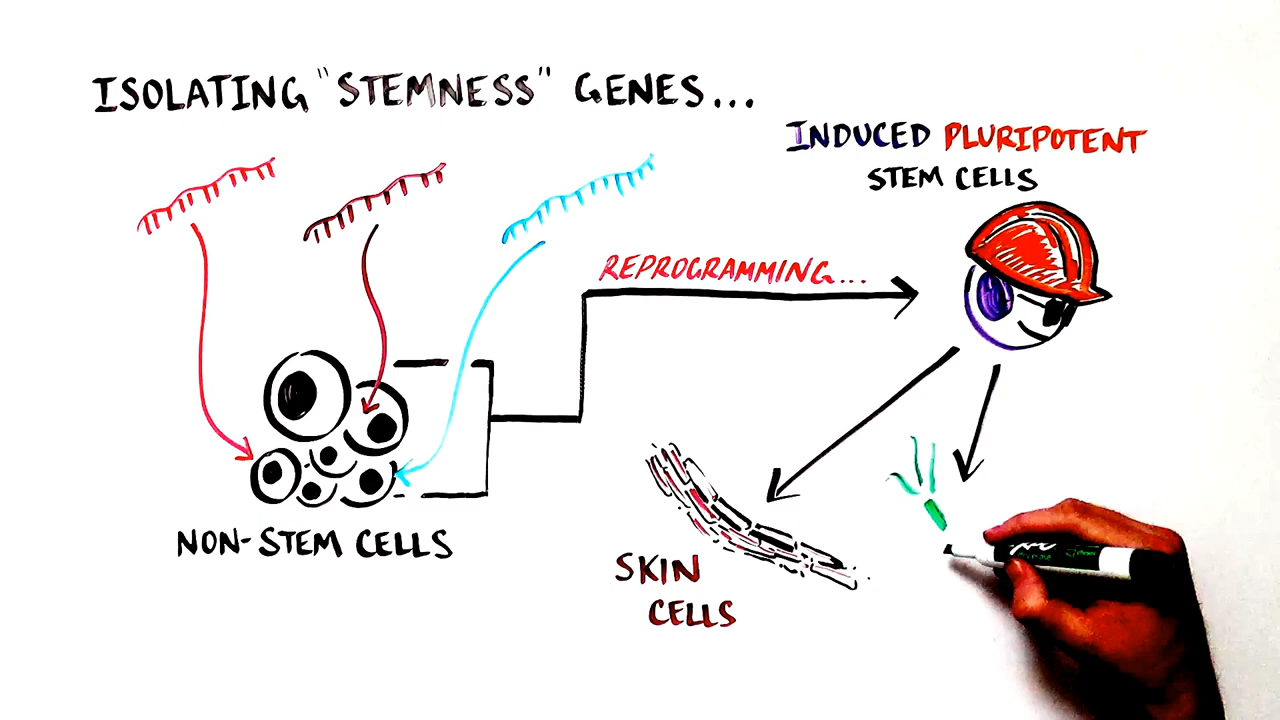 ISOLATING "STEMNESS" GENES...
INDUCED PLURIPOTENT
STEM CELLS
REPROGRAMMING...
NON-STEM CELLS
SKIN
CELLS